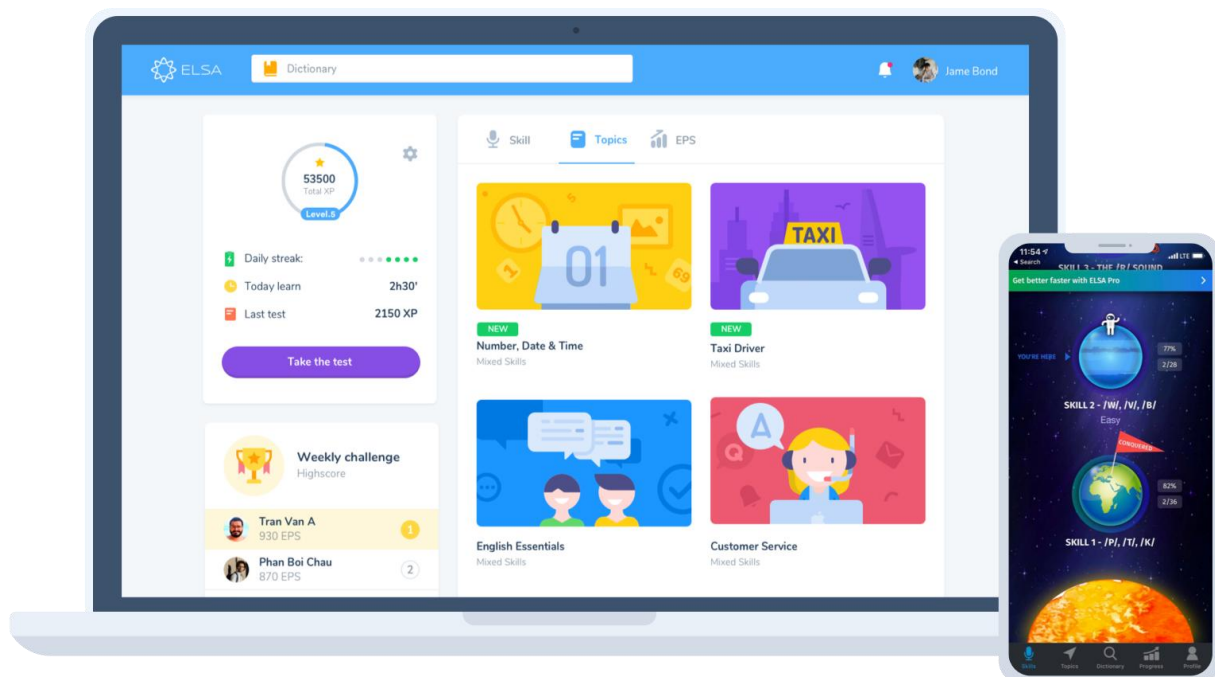 ELSA
Dictionary
Jame Bond
53500
Total XP
Level.5
Daily streak:
Today learn 2h30'
Last test 2150 XP
Take the test
Weekly challenge
Highscore
Tran Van A
930 EPS
1
Phan Boi Chau
870 EPS
2
Skill Topics EPS
01
69
NEW
Number, Date & Time
Mixed Skills
TAXI
NEW
Taxi Driver
Mixed Skills
English Essentials
Mixed Skills
A
Q
Customer Service
Mixed Skills
11:54
LTE
Search
SKILL 3 - THE /R/ SOUND
Get better faster with ELSA Pro
YOU'RE HERE
77%
2/28
SKILL 2 - /W/, /V/, /B/
Easy
CONQUERED
82%
2/36
SKILL 1 - /P/, /T/, /K/
Skills Topics Dictionary Progress Profile